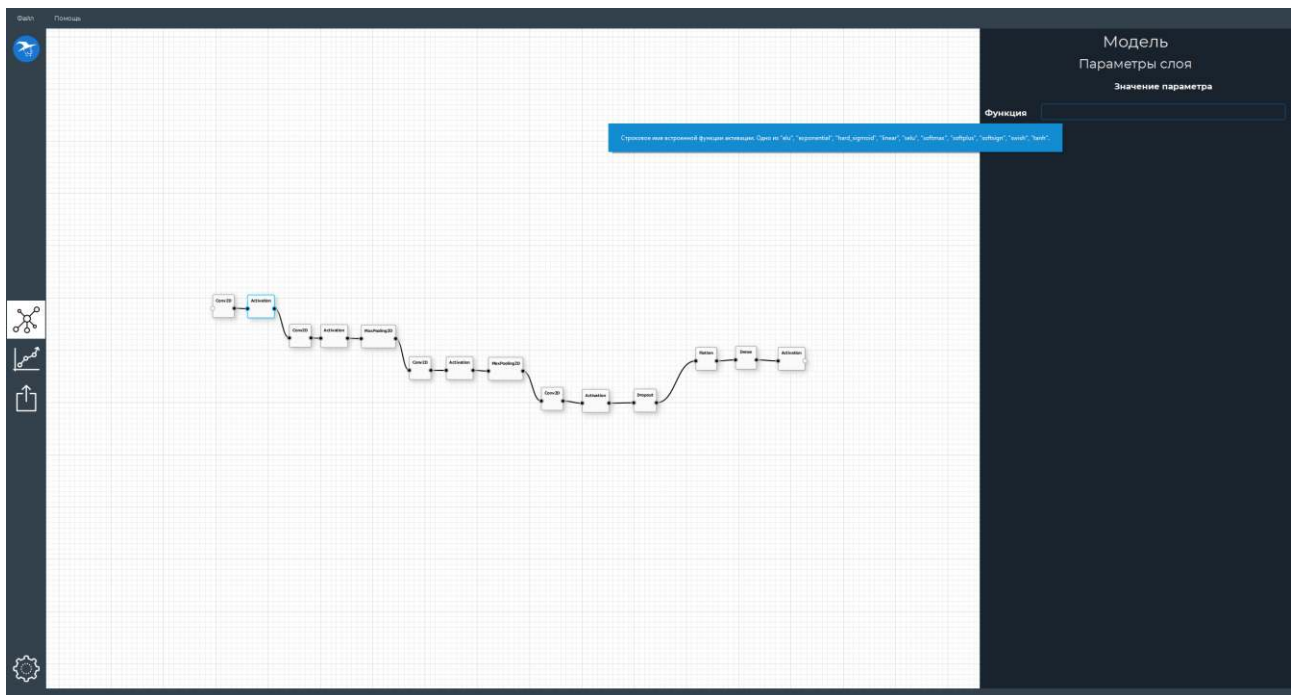 Файл Помощь
Модель
Параметры слоя
Значение параметра
Функция
Строковое имя встроенной функции активации. Одно из "elu", "exponential", "hard_sigmoid", "linear", "selu", "softmax", "softplus", "softsign", "swish", "tanh".
Conv2D Activation
Conv2D Activation MaxPooling2D
Conv2D Activation MaxPooling2D
Flatten Dense Activation
Conv2D Activation Dropout